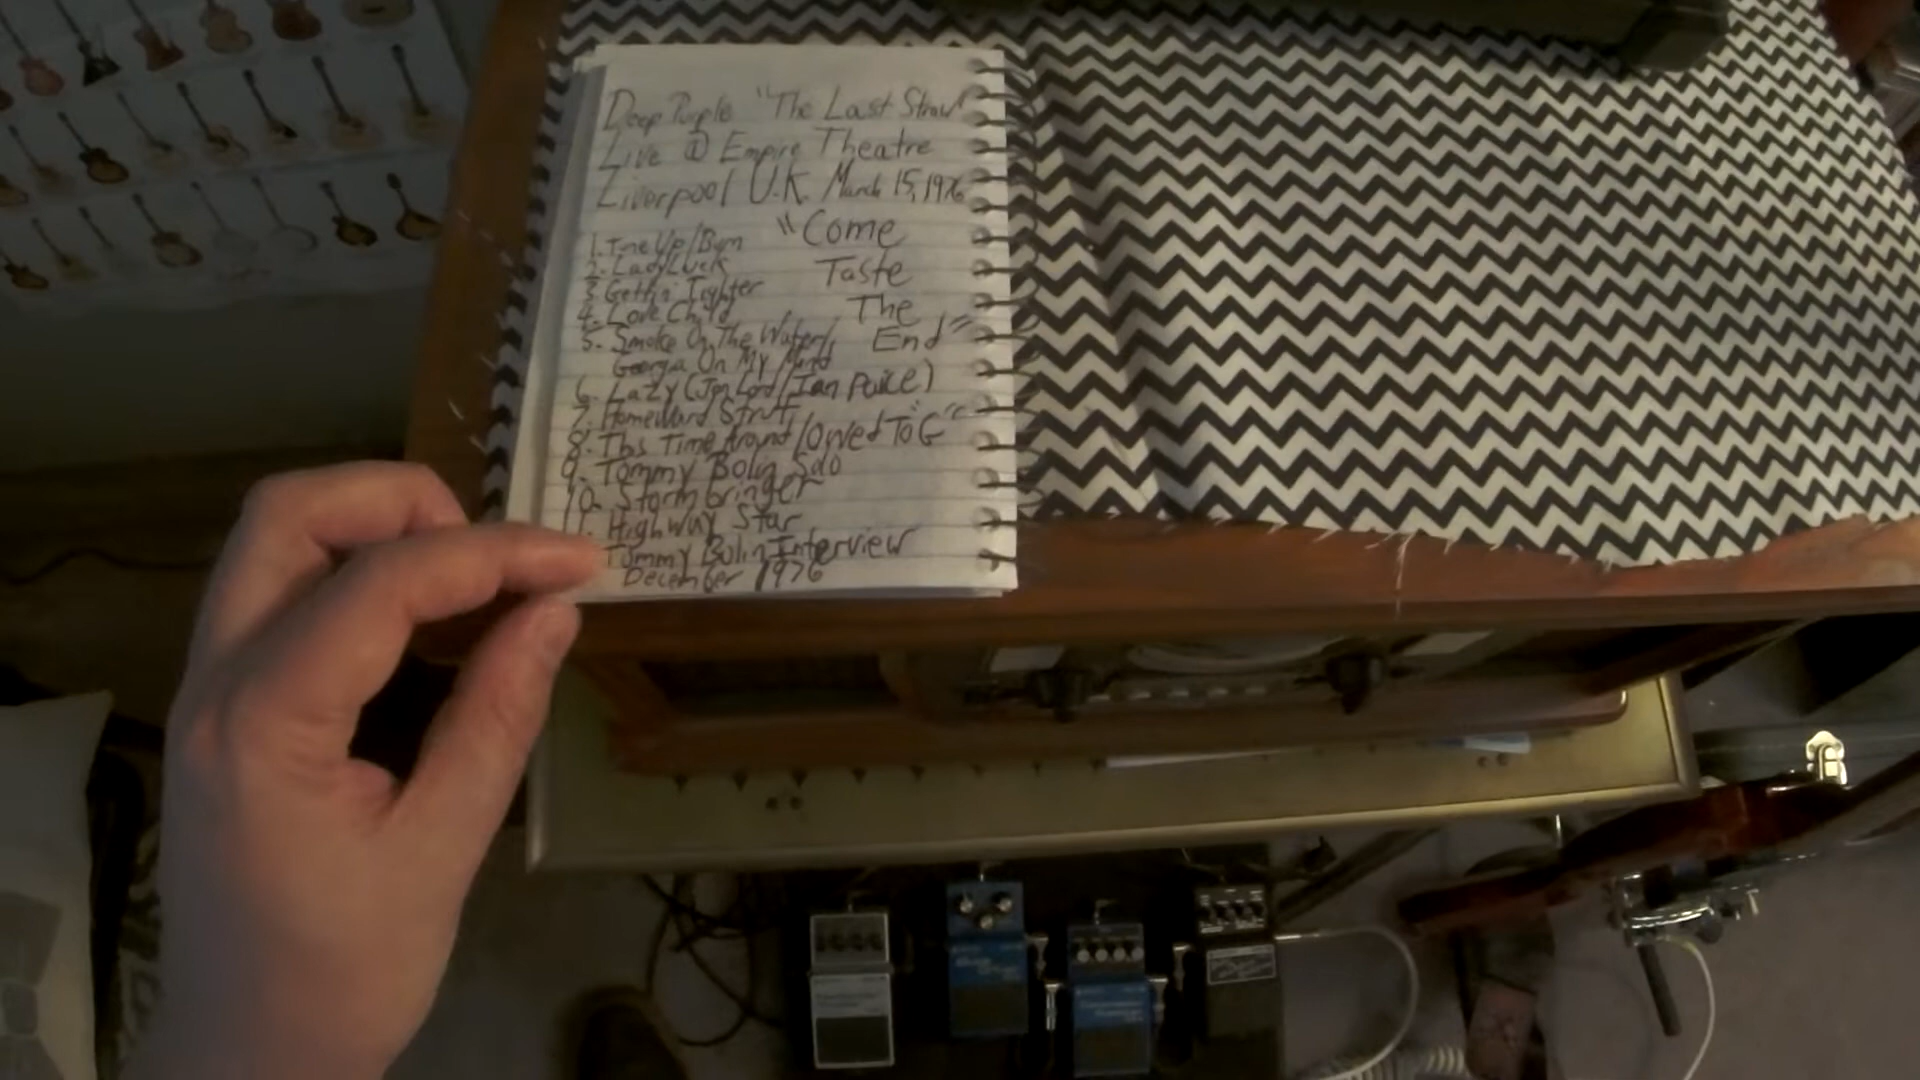 Deep Purple "The Last Straw"
Live @ Empire Theatre
Liverpool U.K. March 15, 1976
"Come
Taste
The
End"
1. Tune Up/Burn
2. Lady Luck
3. Gettin' Tighter
4. Love Child
5. Smoke On The Water/
Georgia On My Mind
6. Lazy (Jon Lord/Ian Paice)
7. Homeward Strut
8. This Time Around/Owed To "G"
9. Tommy Bolin Solo
10. Stormbringer
11. Highway Star
Tommy Bolin Interview
December 1976